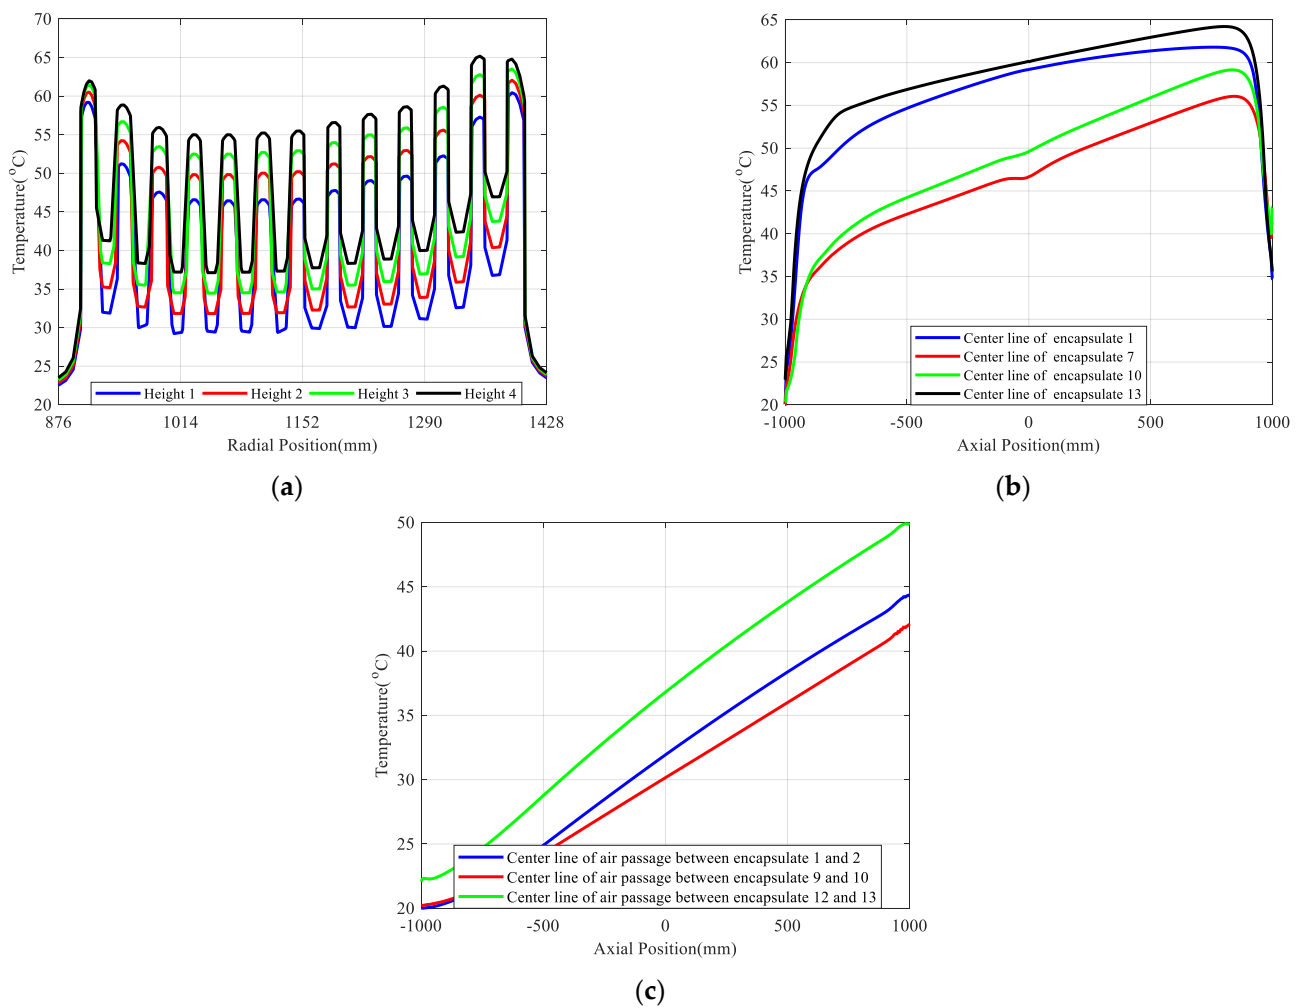 70
65
60
55
50
45
40
35
30
25
20
Temperature(°C)
876
1014
1152
1290
1428
Radial Position(mm)
Height 1
Height 2
Height 3
Height 4
(a)
65
60
55
50
45
40
35
30
25
20
Temperature(°C)
-1000
-500
0
500
1000
Axial Position(mm)
Center line of encapsulate 1
Center line of encapsulate 7
Center line of encapsulate 10
Center line of encapsulate 13
(b)
50
45
40
35
30
25
20
Temperature(°C)
-1000
-500
0
500
1000
Axial Position(mm)
Center line of air passage between encapsulate 1 and 2
Center line of air passage between encapsulate 9 and 10
Center line of air passage between encapsulate 12 and 13
(c)